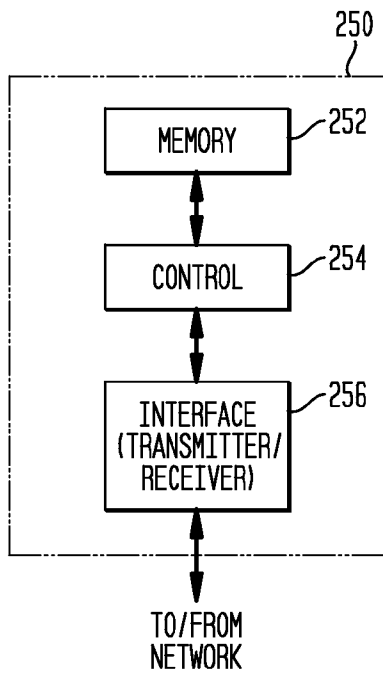 250
MEMORY
252
CONTROL
254
INTERFACE
(TRANSMITTER/
RECEIVER)
256
TO/FROM
NETWORK